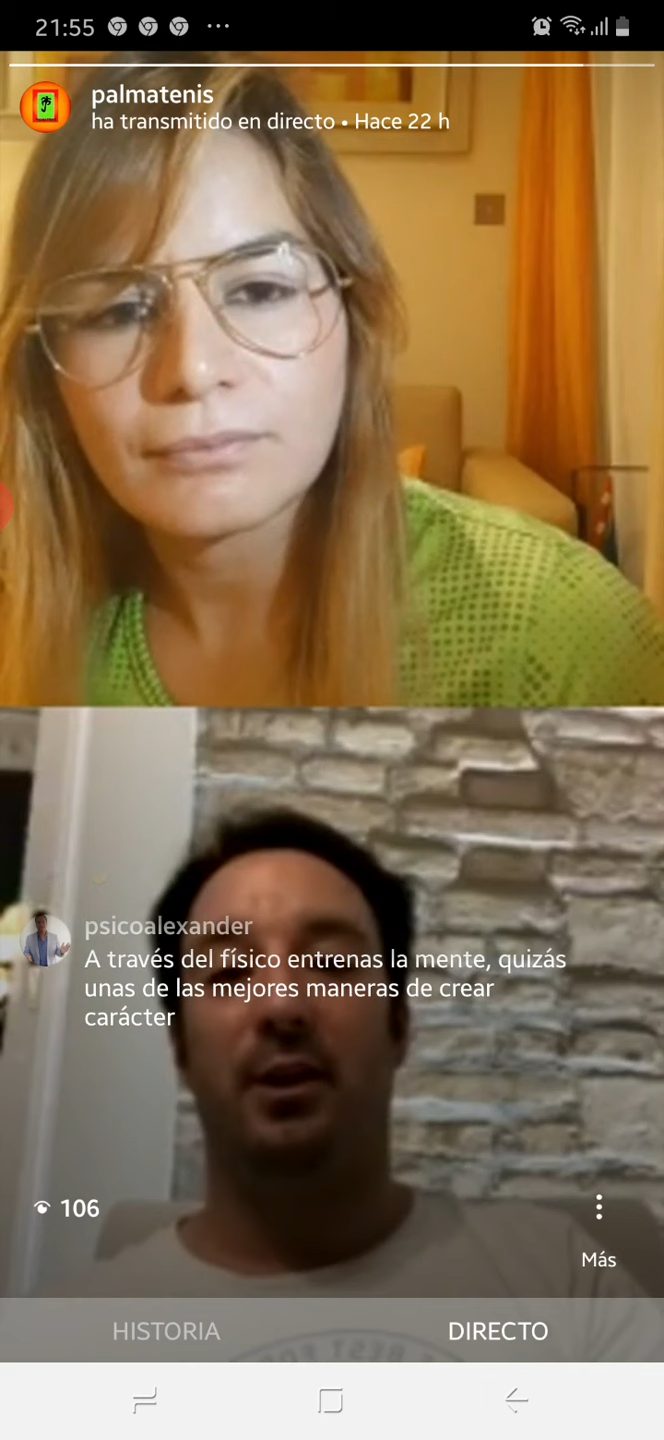 21:55
palmatenis
ha transmitido en directo • Hace 22 h
psicoalexander
A través del físico entrenas la mente, quizás
unas de las mejores maneras de crear
carácter
106
Más
HISTORIA
DIRECTO